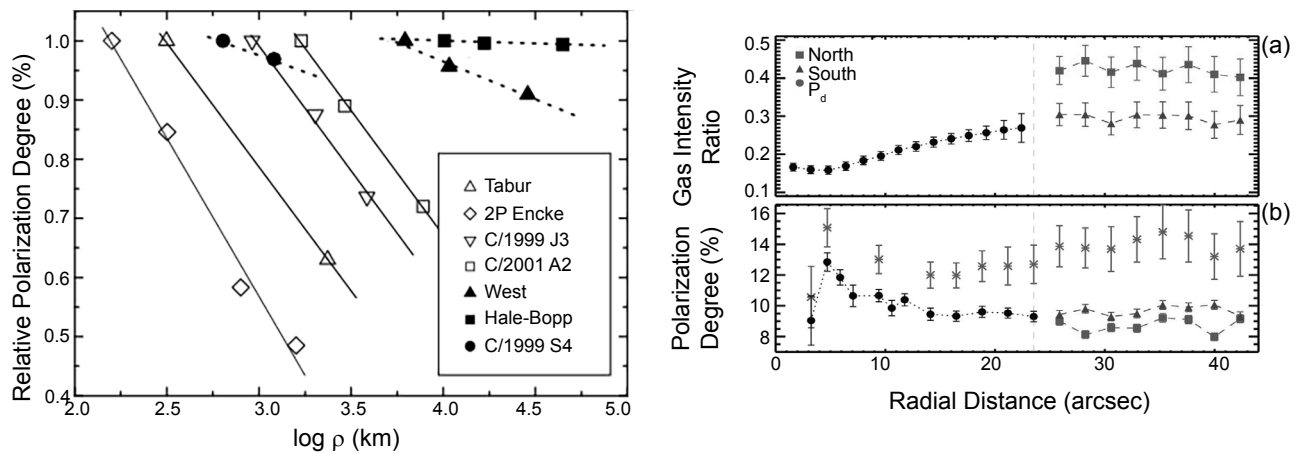 Relative Polarization Degree (%)
1.0
0.9
0.8
0.7
0.6
0.5
0.4
2.0
2.5
3.0
3.5
4.0
4.5
5.0
log ρ (km)
Tabur
2P Encke
C/1999 J3
C/2001 A2
West
Hale-Bopp
C/1999 S4
(a)
North
South
P_d
Gas Intensity
Ratio
0.4
0.3
0.2
0.1
(b)
Polarization
Degree (%)
16
14
12
10
8
0
10
20
30
40
Radial Distance (arcsec)